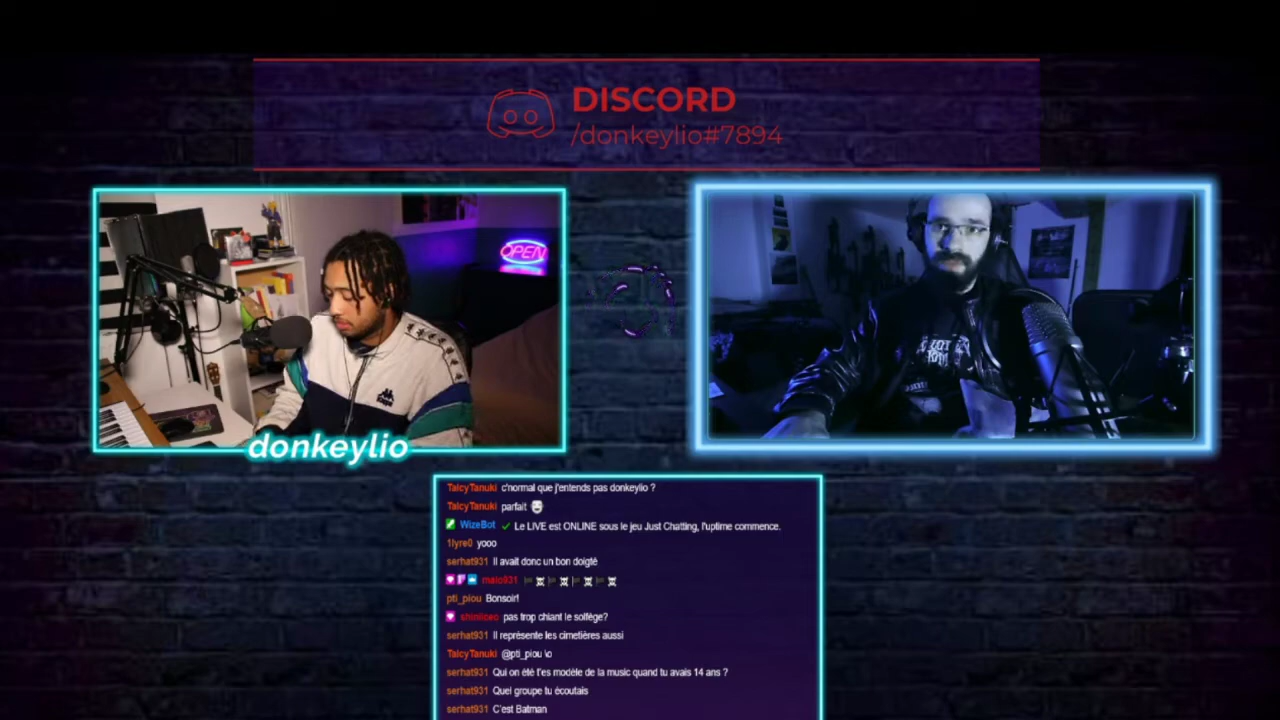 DISCORD
/donkeylio#7894
OPEN
Kappa
donkeylio
TalcyTanuki c'normal que j'entends pas donkeylio ?
TalcyTanuki parfait
WizeBot Le LIVE est ONLINE sous le jeu Just Chatting, l'uptime commence.
1lyre0 yooo
serhat931 Il avait donc un bon doigté
malo931
pti_piou Bonsoir!
pas trop chiant le solfège?
serhat931 Il représente les cimetières aussi
TalcyTanuki @pti_piou \o
serhat931 Qui on été t'es modèle de la music quand tu avais 14 ans ?
serhat931 Quel groupe tu écoutais
serhat931 C'est Batman